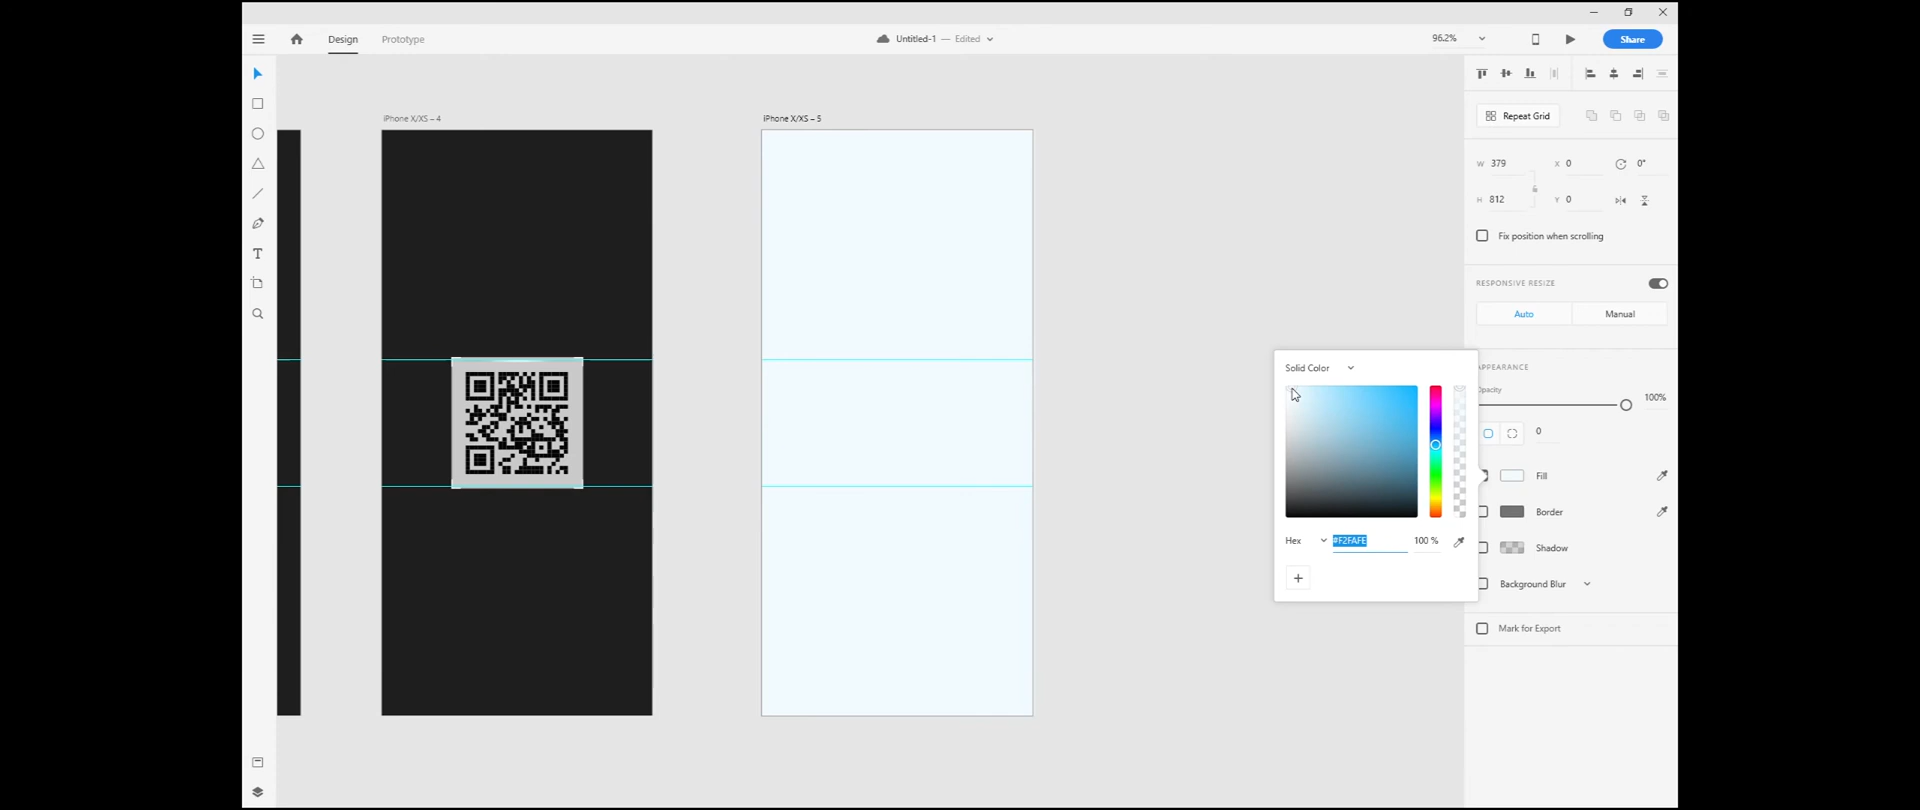 Design
Prototype
Untitled-1 — Edited
96.2%
Share
iPhone X/XS – 4
iPhone X/XS – 5
Repeat Grid
W 379
X 0
0°
H 812
Y 0
Fix position when scrolling
RESPONSIVE RESIZE
Auto
Manual
APPEARANCE
Opacity
100%
0
Solid Color
Fill
Border
Hex
#F2FAFE
100 %
Shadow
Background Blur
Mark for Export